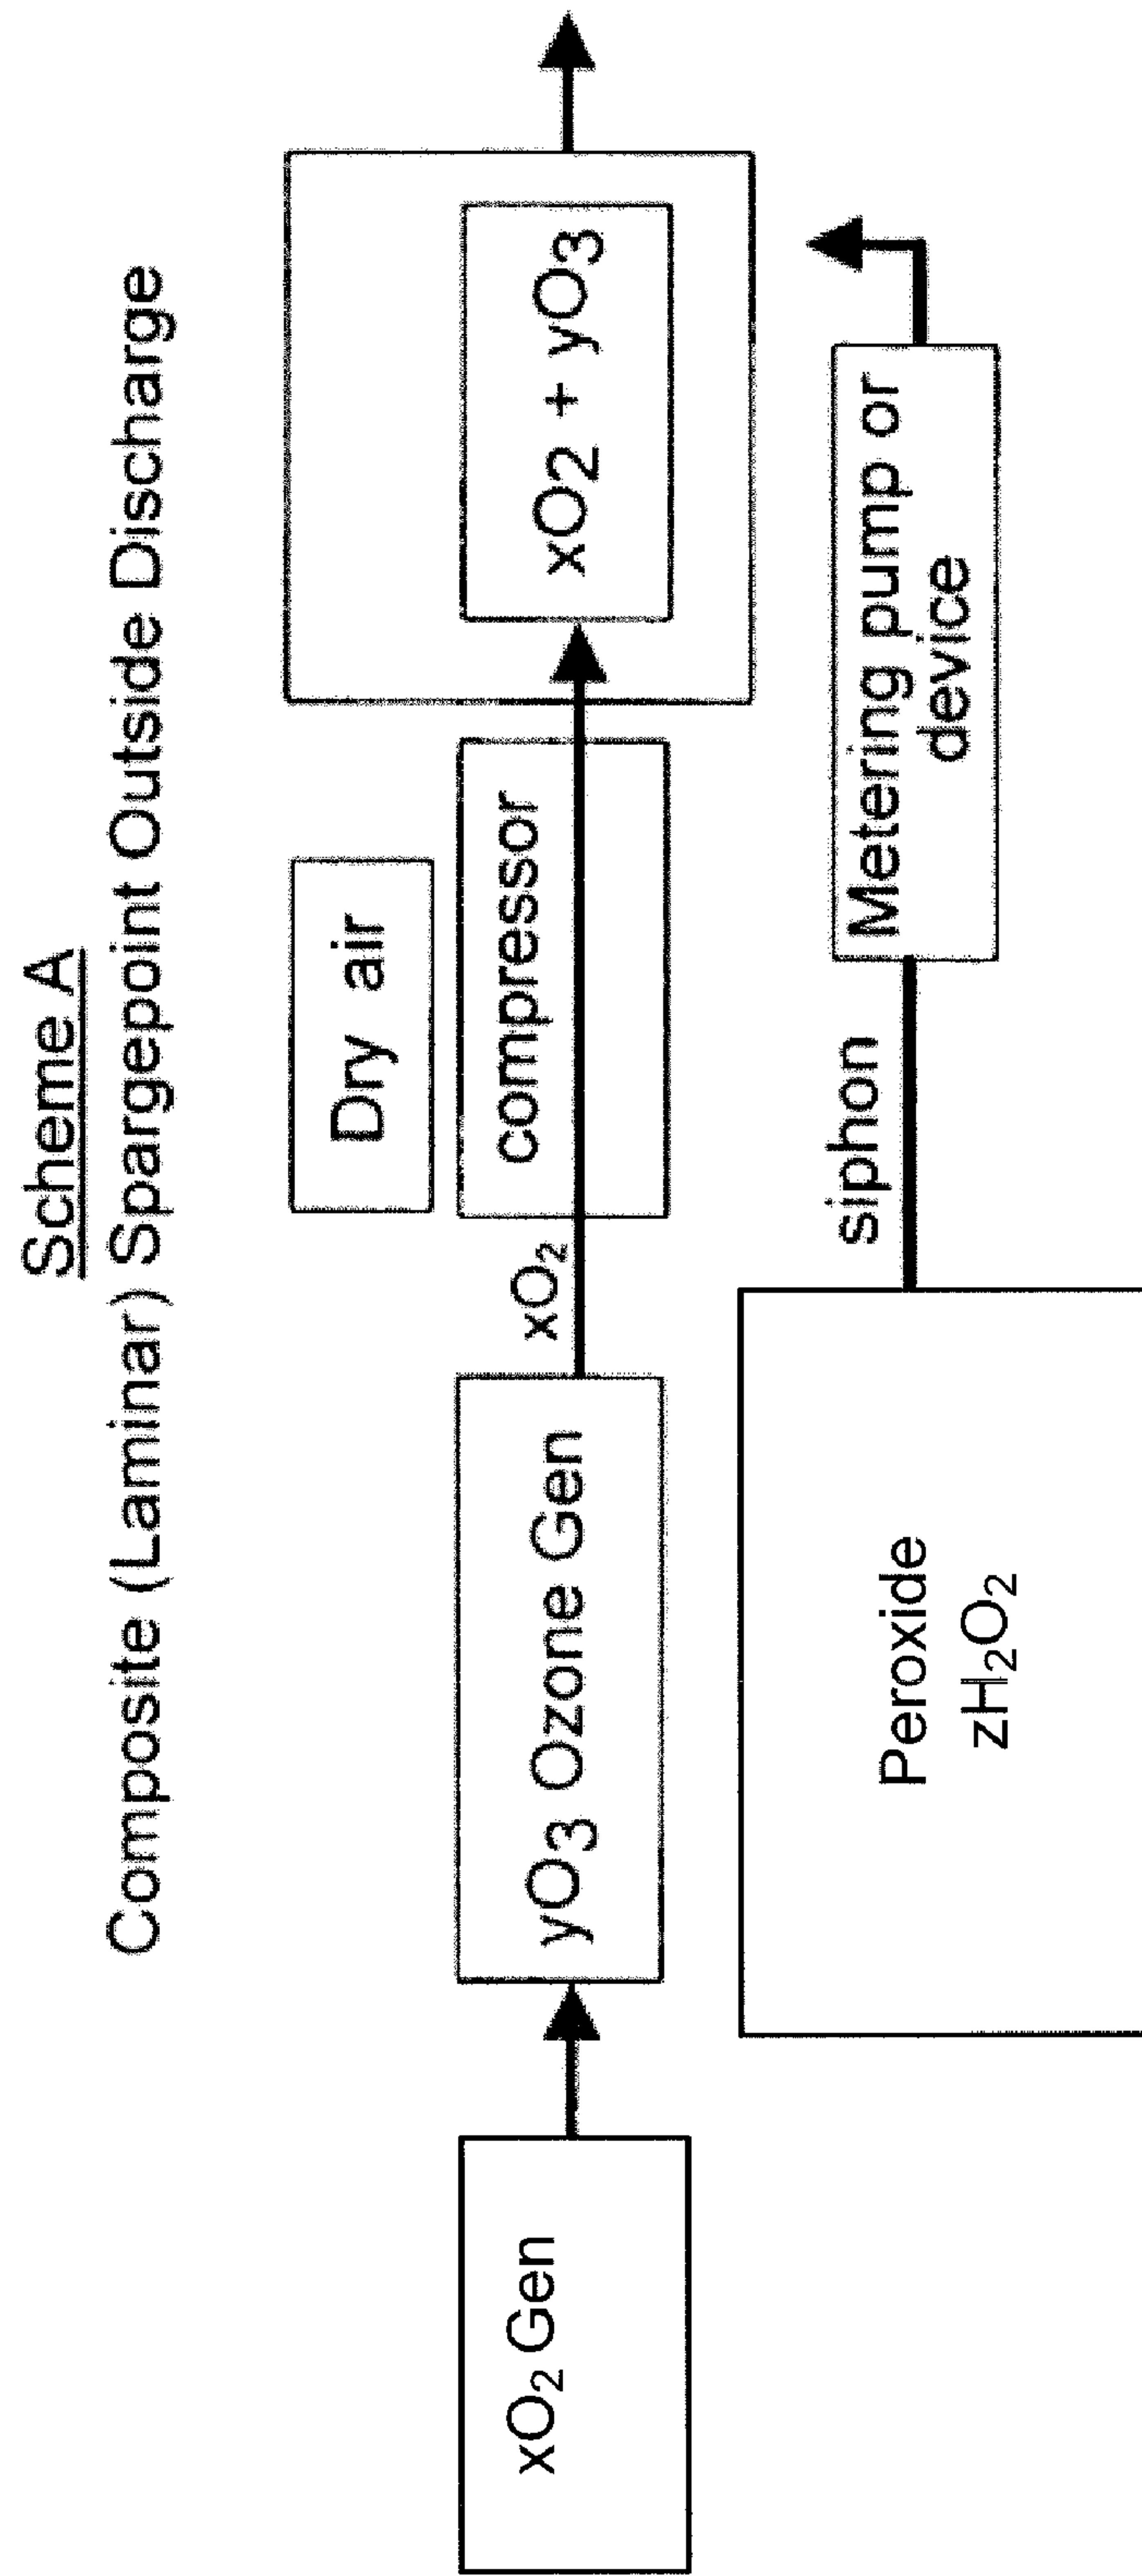 Scheme A
Composite (Laminar) Spargepoint Outside Discharge
Dry air
xO₂ Gen
yO₃ Ozone Gen
xO₂
compressor
xO₂ + yO₃
Peroxide
zH₂O₂
siphon
Metering pump or
device